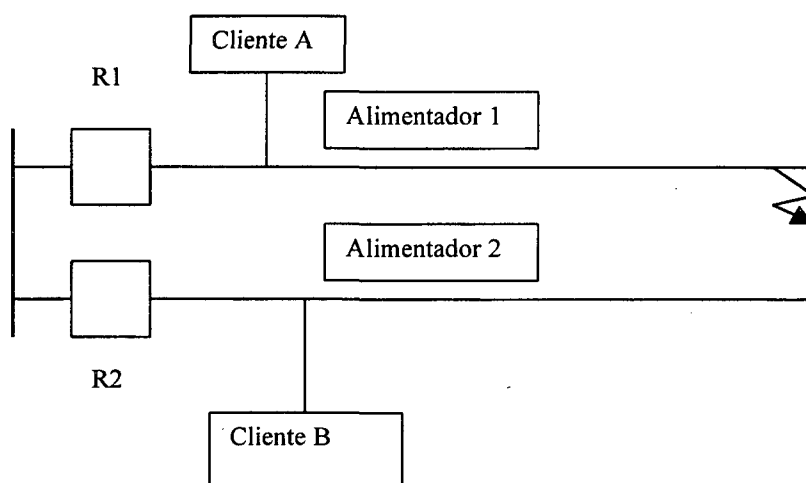 Cliente A
R1
Alimentador 1
Alimentador 2
R2
Cliente B